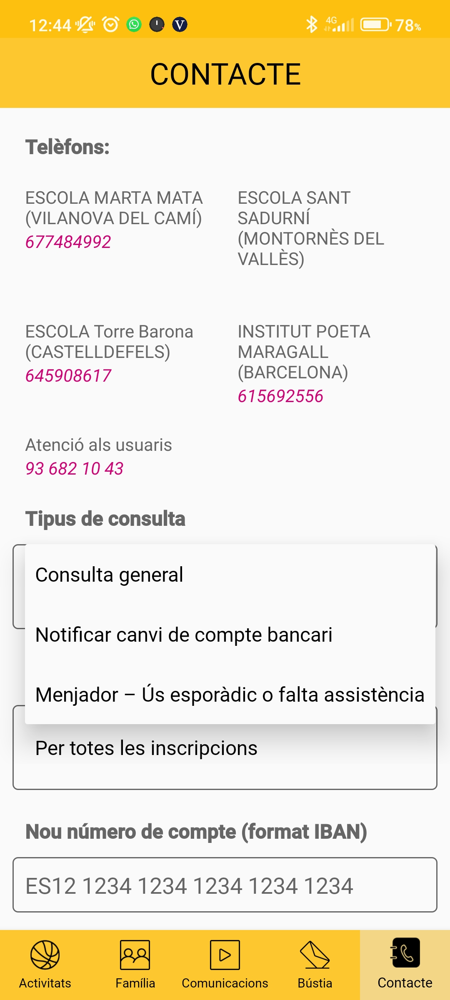 12:44
4G
78%
CONTACTE
Telèfons:
ESCOLA MARTA MATA
(VILANOVA DEL CAMÍ)
677484992
ESCOLA SANT
SADURNÍ
(MONTORNÈS DEL
VALLÈS)
ESCOLA Torre Barona
(CASTELLDEFELS)
645908617
INSTITUT POETA
MARAGALL
(BARCELONA)
615692556
Atenció als usuaris
93 682 10 43
Tipus de consulta
Consulta general
Notificar canvi de compte bancari
Menjador – Ús esporàdic o falta assistència
Per totes les inscripcions
Nou número de compte (format IBAN)
ES12 1234 1234 1234 1234 1234
Activitats
Família
Comunicacions
Bústia
Contacte